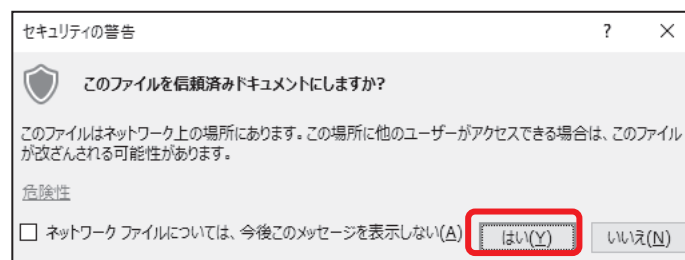 セキュリティの警告 ? ×
このファイルを信頼済みドキュメントにしますか?
このファイルはネットワーク上の場所にあります。この場所に他のユーザーがアクセスできる場合は、このファイル
が改ざんされる可能性があります。
危険性
ネットワーク ファイルについては、今後このメッセージを表示しない(A) はい(Y) いいえ(N)